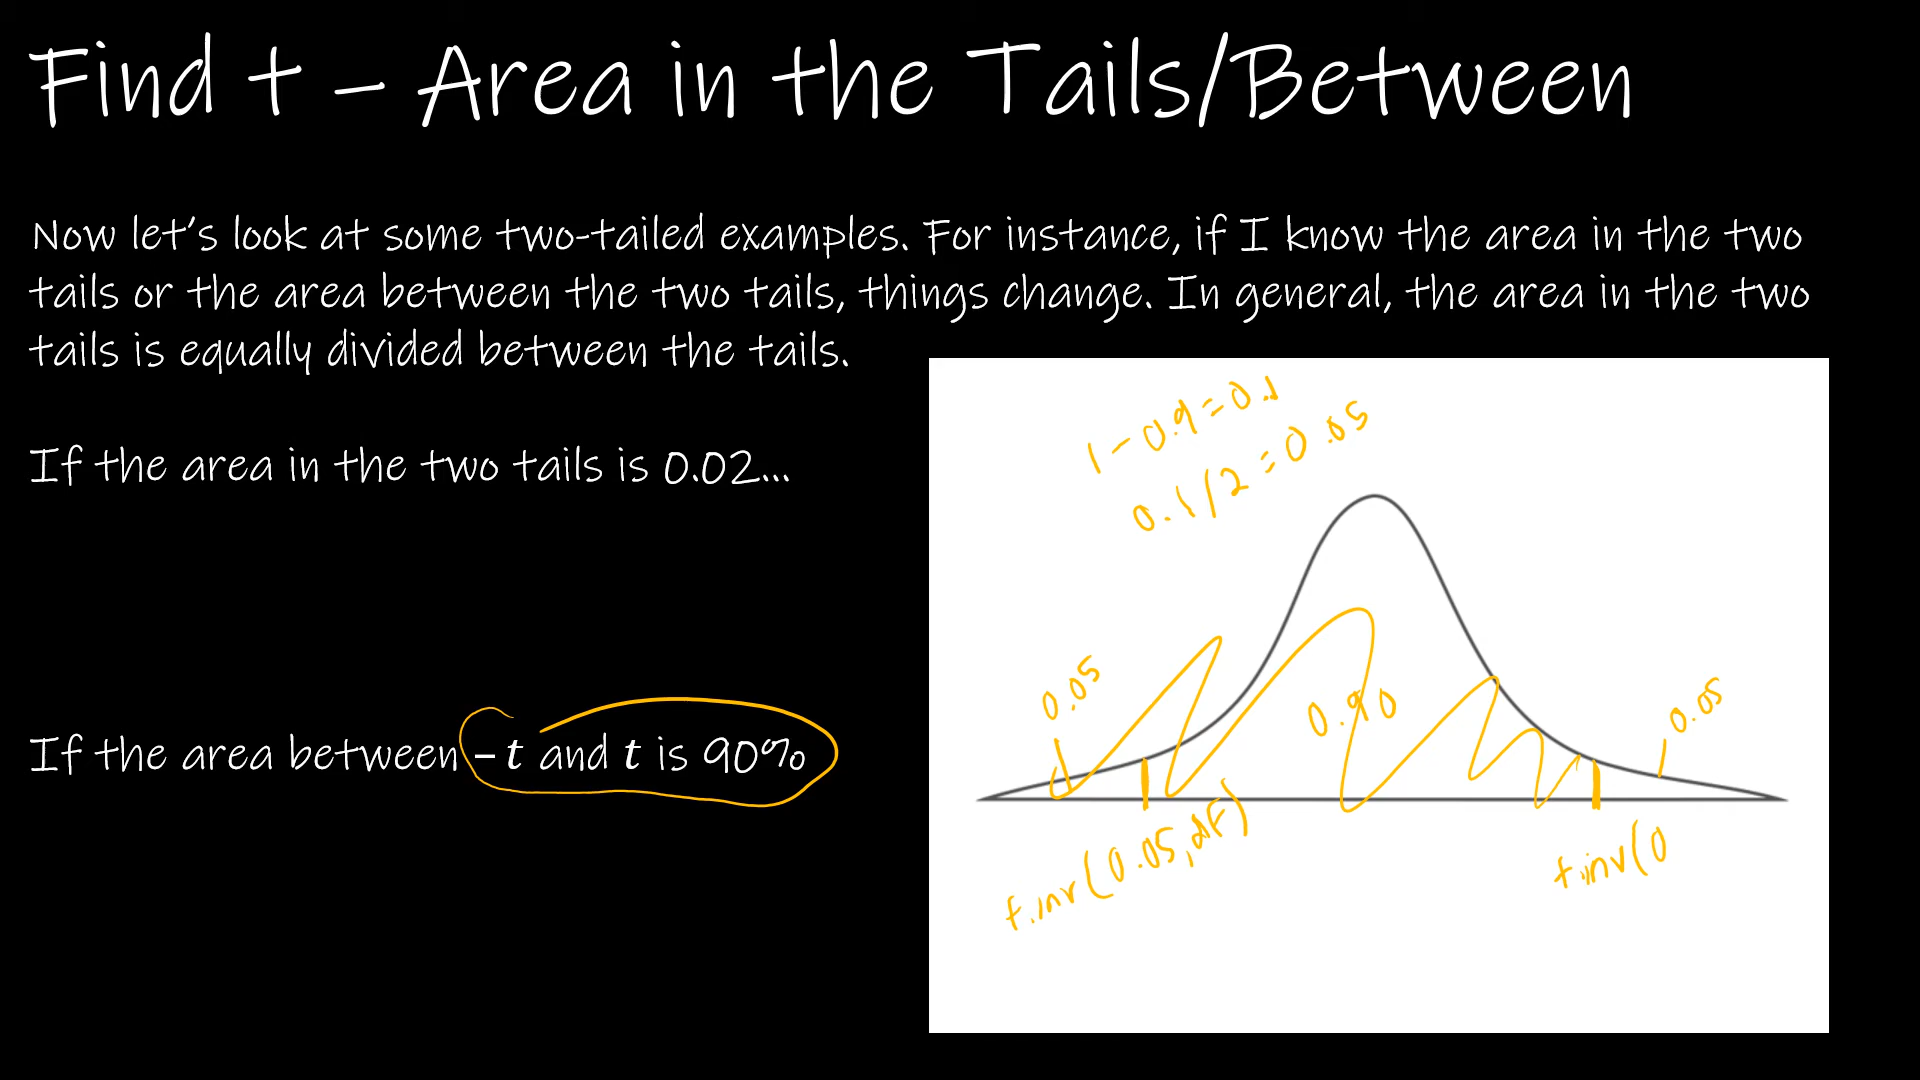 Find t – Area in the Tails/Between
Now let's look at some two-tailed examples. For instance, if I know the area in the two
tails or the area between the two tails, things change. In general, the area in the two
tails is equally divided between the tails.
If the area in the two tails is 0.02...
If the area between –t and t is 90%
1-0.9=0.1
0.1/2=0.05
0.05
0.90
0.05
t.inv(0.05,df)
t.inv(0